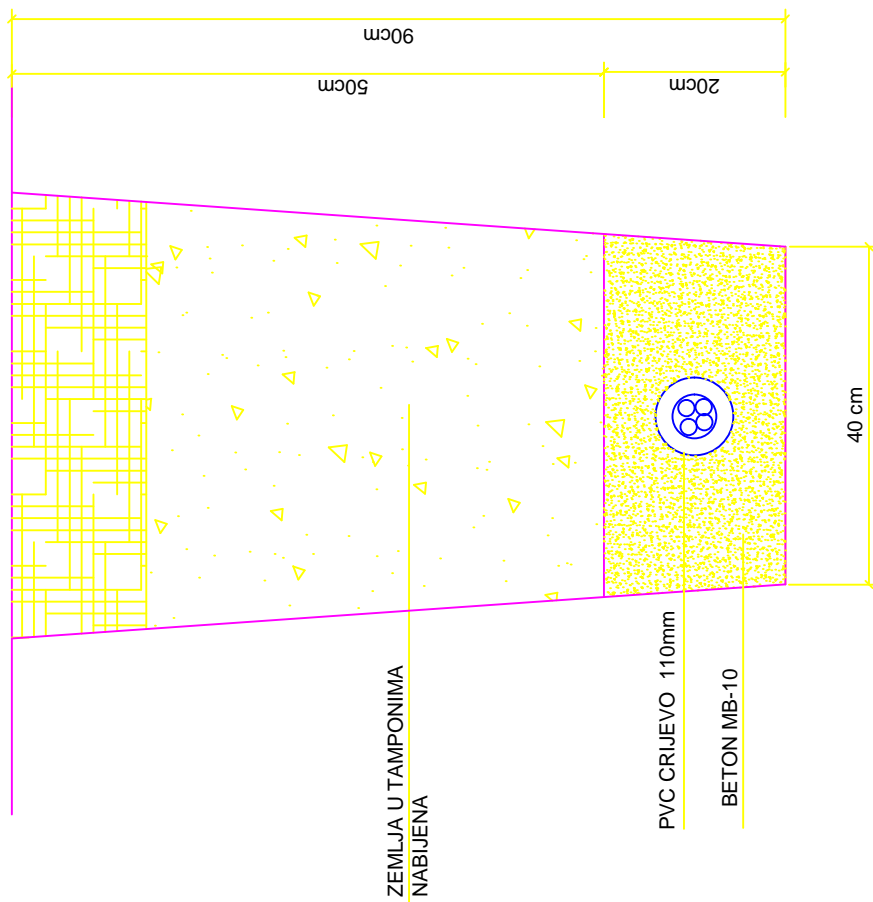 90cm
50cm
20cm
40 cm
ZEMLJA U TAMPONIMA
NABIJENA
PVC CRIJEVO 110mm
BETON MB-10